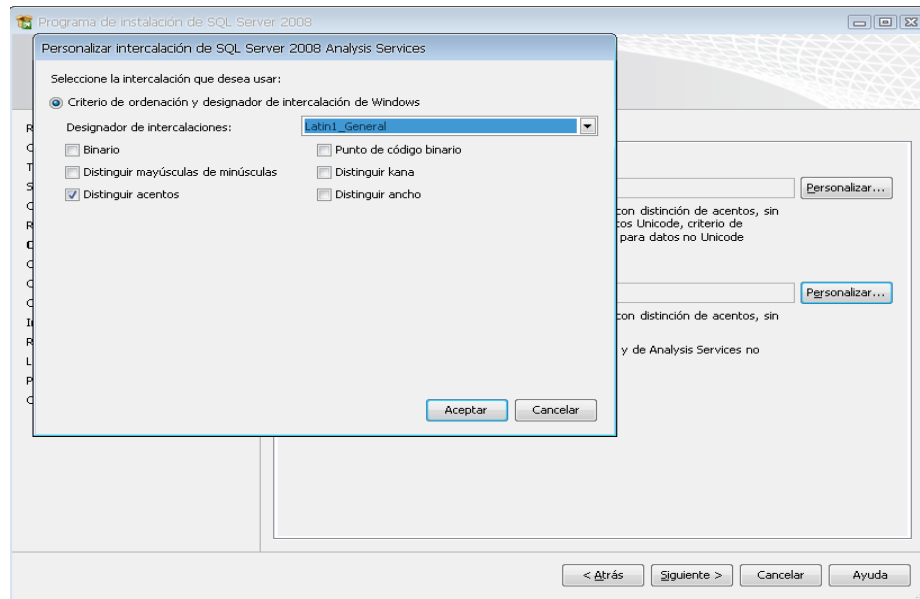 Programa de instalación de SQL Server 2008
Personalizar intercalación de SQL Server 2008 Analysis Services
Seleccione la intercalación que desea usar:
Criterio de ordenación y designador de intercalación de Windows
Designador de intercalaciones:
Latin1_General
Binario
Punto de código binario
Distinguir mayúsculas de minúsculas
Distinguir kana
Distinguir acentos
Distinguir ancho
Aceptar
Cancelar
Personalizar...
con distinción de acentos, sin
tos Unicode, criterio de
para datos no Unicode
Personalizar...
con distinción de acentos, sin
y de Analysis Services no
< Atrás
Siguiente >
Cancelar
Ayuda